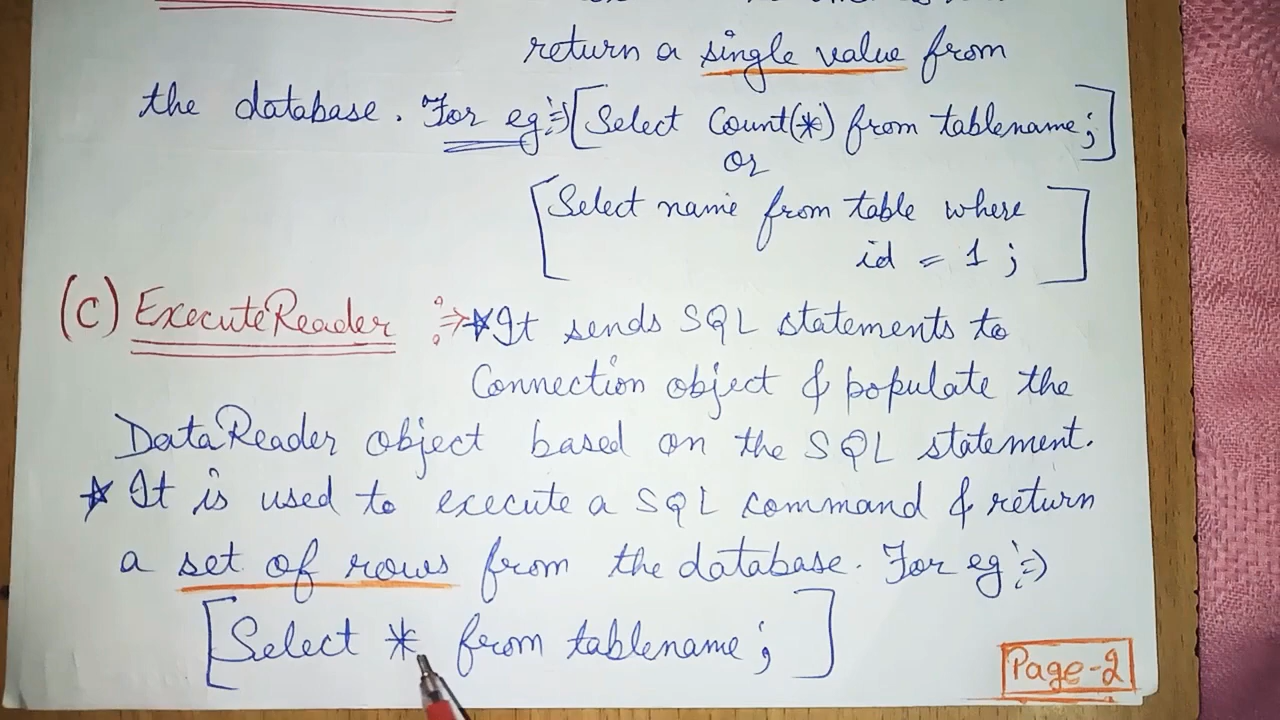 return a single value from
the database. For eg:⇒ [Select Count(*) from tablename;]
or
[Select name from table where
id = 1 ;]
(C) ExecuteReader :⇒ ★It sends SQL statements to
Connection object & populate the
DataReader object based on the SQL statement.
★ It is used to execute a SQL command & return
a set of rows from the database. For eg :⇒
[Select * from tablename ;]
Page-2